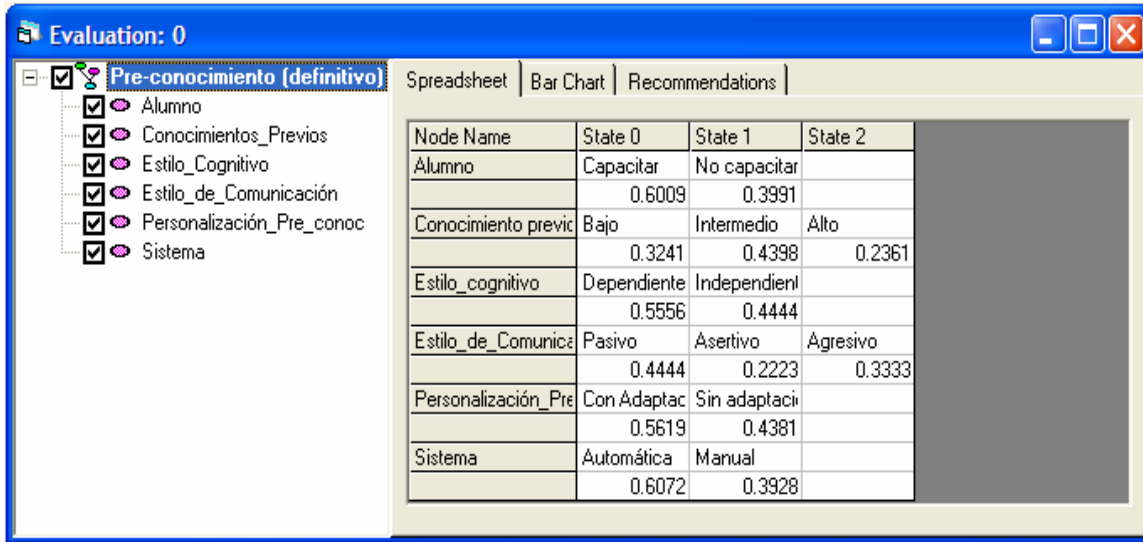 Evaluation: 0
Pre-conocimiento (definitivo)
Alumno
Conocimientos_Previos
Estilo_Cognitivo
Estilo_de_Comunicación
Personalización_Pre_conoc
Sistema
Spreadsheet Bar Chart Recommendations
Node Name State 0 State 1 State 2
Alumno Capacitar No capacitar
0.6009 0.3991
Conocimiento previc Bajo Intermedio Alto
0.3241 0.4398 0.2361
Estilo_cognitivo Dependiente Independient
0.5556 0.4444
Estilo_de_Comunica Pasivo Asertivo Agresivo
0.4444 0.2223 0.3333
Personalización_Pre Con Adaptac Sin adaptaci
0.5619 0.4381
Sistema Automática Manual
0.6072 0.3928